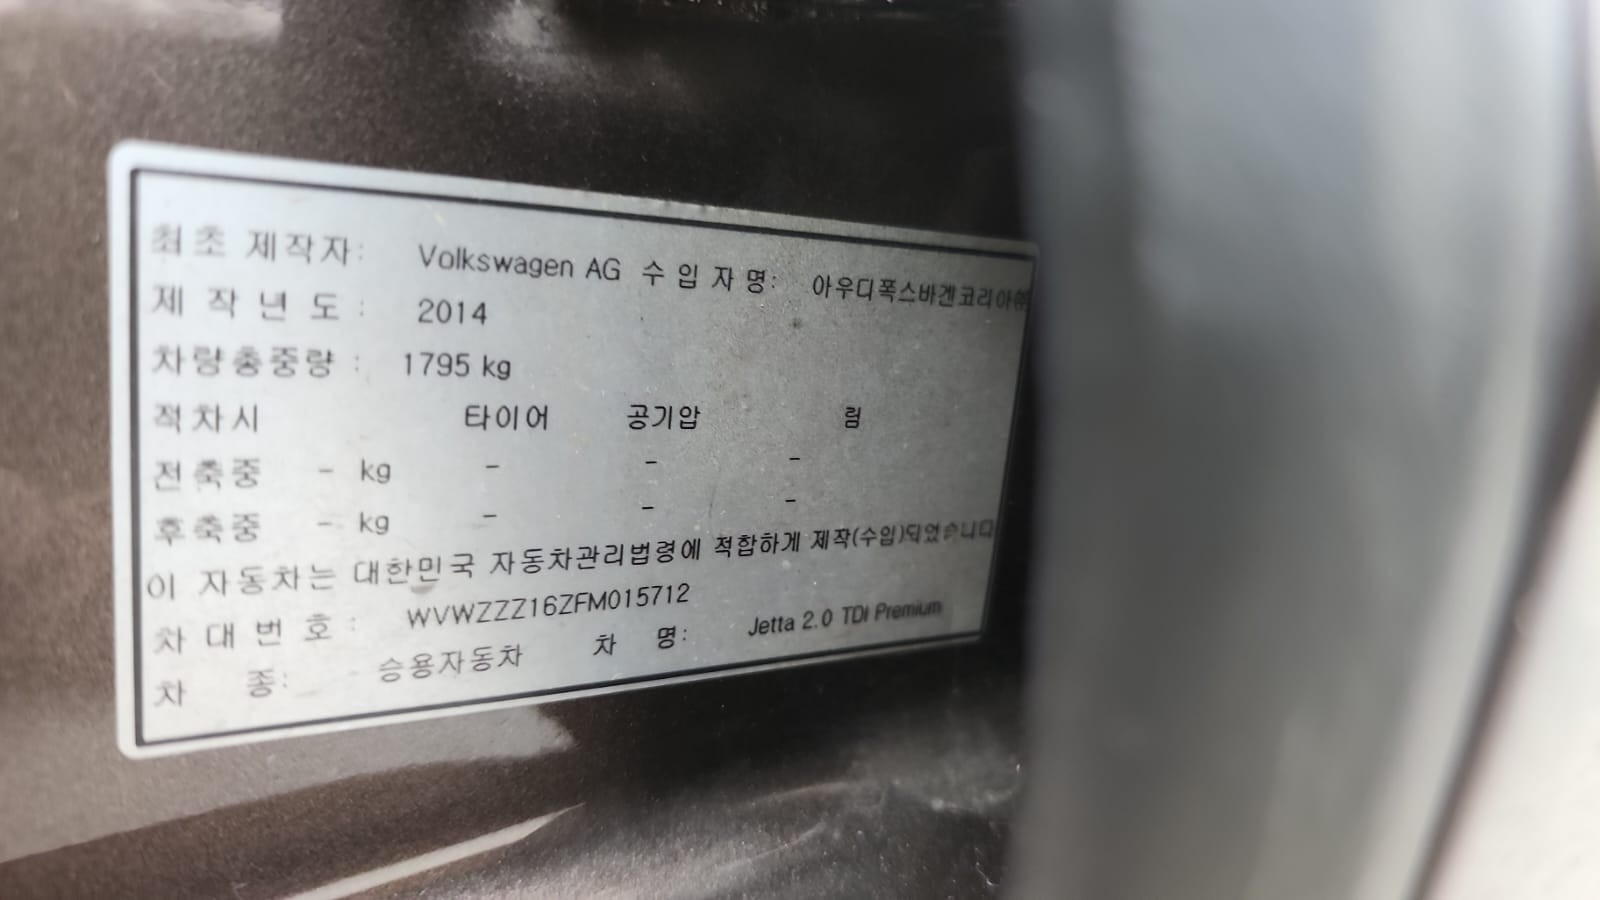 최초 제작자: Volkswagen AG 수 입 자 명: 아우디폭스바겐코리아㈜
제 작 년 도 : 2014
차량총중량 : 1795 kg
적차시 타이어 공기압 림
전축중 - kg - - -
후축중 - kg - - -
이 자동차는 대한민국 자동차관리법령에 적합하게 제작(수입)되었습니다
차 대 번 호 : WVWZZZ16ZFM015712
차 종: 승용자동차 차 명: Jetta 2.0 TDI Premium